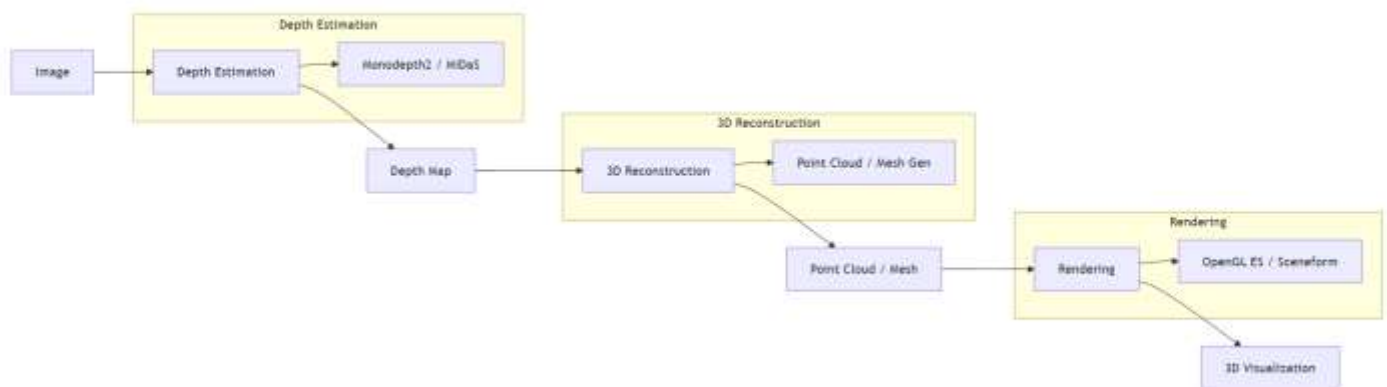 Depth Estimation
Image
Depth Estimation
Monodepth2 / MiDaS
3D Reconstruction
Depth Map
3D Reconstruction
Point Cloud / Mesh Gen
Rendering
Point Cloud / Mesh
Rendering
OpenGL ES / Sceneform
3D Visualization